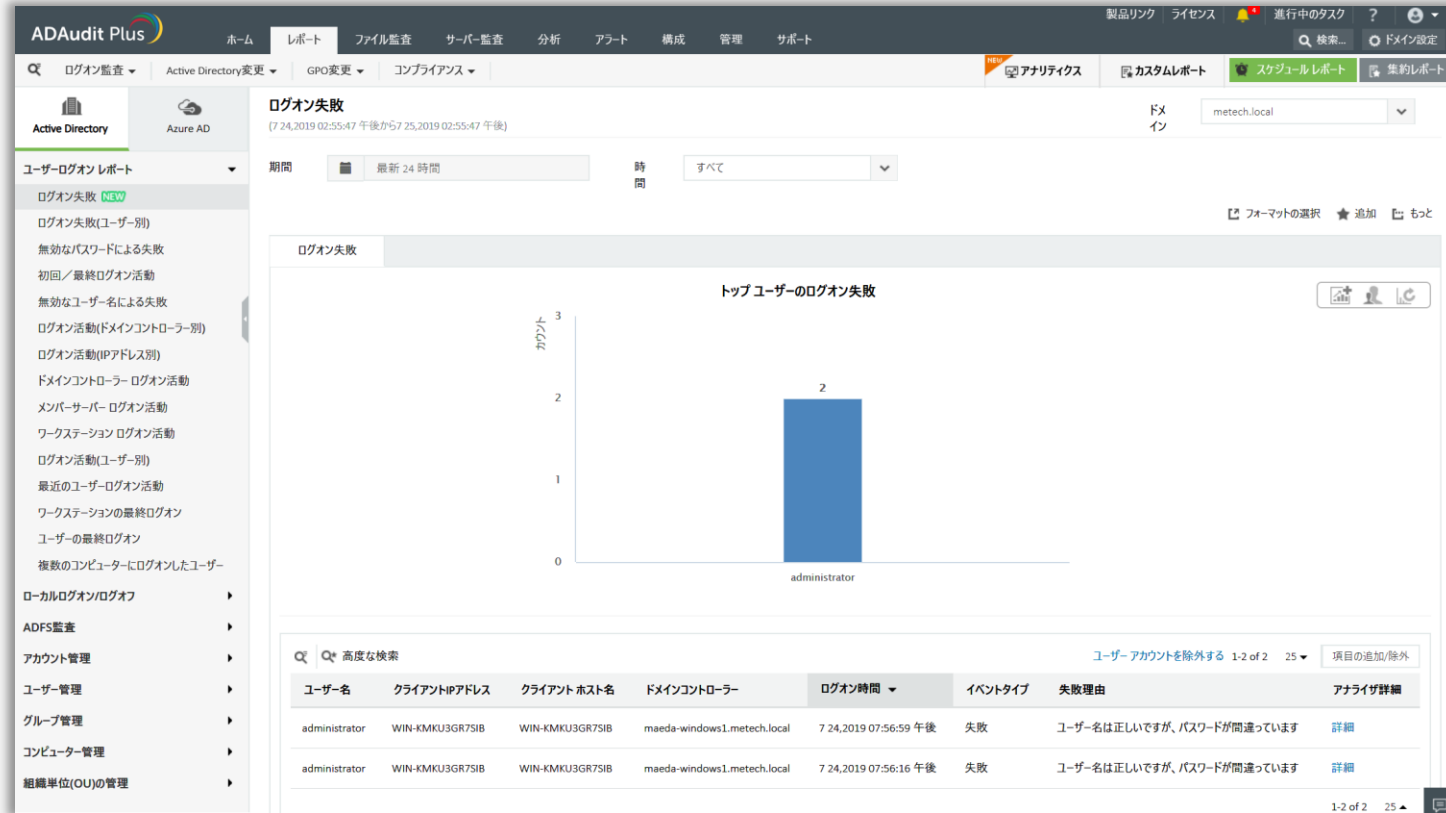 製品リンク ライセンス 4 進行中のタスク ?
ADAudit Plus ホーム レポート ファイル監査 サーバー監査 分析 アラート 構成 管理 サポート 検索... ドメイン設定
ログオン監査 Active Directory変更 GPO変更 コンプライアンス NEW アナリティクス カスタムレポート スケジュール レポート 集約レポート
Active Directory Azure AD
ログオン失敗
(7 24,2019 02:55:47 午後から7 25,2019 02:55:47 午後)
ドメ
イン
metech.local
期間 最新 24 時間
時
間
すべて
フォーマットの選択 追加 もっと
ユーザーログオン レポート
ログオン失敗 NEW
ログオン失敗(ユーザー別)
無効なパスワードによる失敗
初回／最終ログオン活動
無効なユーザー名による失敗
ログオン活動(ドメインコントローラー別)
ログオン活動(IPアドレス別)
ドメインコントローラー ログオン活動
メンバーサーバー ログオン活動
ワークステーション ログオン活動
ログオン活動(ユーザー別)
最近のユーザーログオン活動
ワークステーションの最終ログオン
ユーザーの最終ログオン
複数のコンピューターにログオンしたユーザー
ローカルログオン/ログオフ
ADFS監査
アカウント管理
ユーザー管理
グループ管理
コンピューター管理
組織単位(OU)の管理
ログオン失敗
トップ ユーザーのログオン失敗
カウント
3
2
1
0
2
administrator
高度な検索 ユーザー アカウントを除外する 1-2 of 2 25 項目の追加/除外
ユーザー名 クライアントIPアドレス クライアント ホスト名 ドメインコントローラー ログオン時間 イベントタイプ 失敗理由 アナライザ詳細
administrator WIN-KMKU3GR7SIB WIN-KMKU3GR7SIB maeda-windows1.metech.local 7 24,2019 07:56:59 午後 失敗 ユーザー名は正しいですが、パスワードが間違っています 詳細
administrator WIN-KMKU3GR7SIB WIN-KMKU3GR7SIB maeda-windows1.metech.local 7 24,2019 07:56:16 午後 失敗 ユーザー名は正しいですが、パスワードが間違っています 詳細
1-2 of 2 25